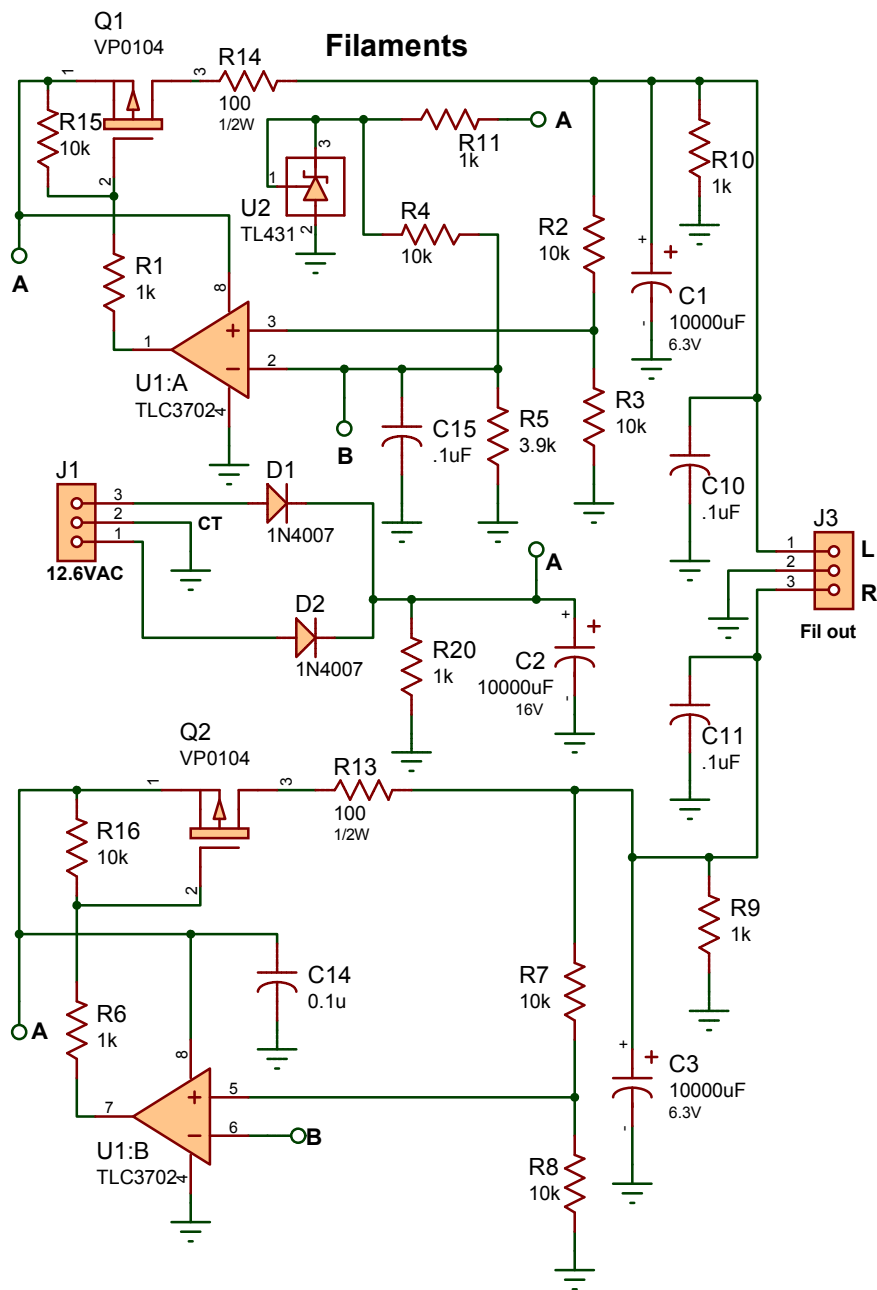 Filaments
Q1
VP0104
1
3
2
R14
100
1/2W
R15
10k
A
R11
1k
A
R10
1k
3
1
2
U2
TL431
R4
10k
R2
10k
R1
1k
8
+
C1
10000uF
6.3V
-
1
3
2
4
U1:A
TLC3702
B
C15
.1uF
R5
3.9k
R3
10k
J1
3
2
1
12.6VAC
CT
D1
1N4007
D2
1N4007
C10
.1uF
J3
1
2
3
L
R
Fil out
A
R20
1k
+
C2
10000uF
16V
-
C11
.1uF
Q2
VP0104
1
3
2
R13
100
1/2W
R16
10k
R9
1k
C14
0.1u
R7
10k
A
R6
1k
8
+
C3
10000uF
6.3V
-
7
5
6
4
B
U1:B
TLC3702
R8
10k